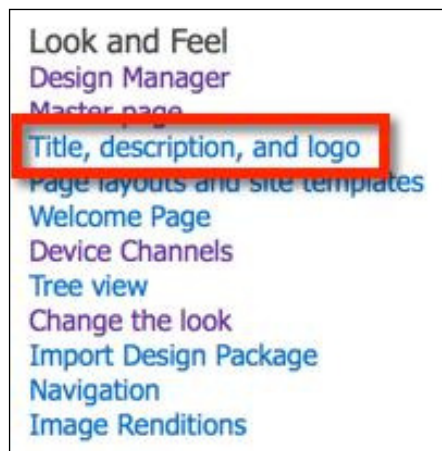 Look and Feel
Design Manager
Master page
Title, description, and logo
Page layouts and site templates
Welcome Page
Device Channels
Tree view
Change the look
Import Design Package
Navigation
Image Renditions